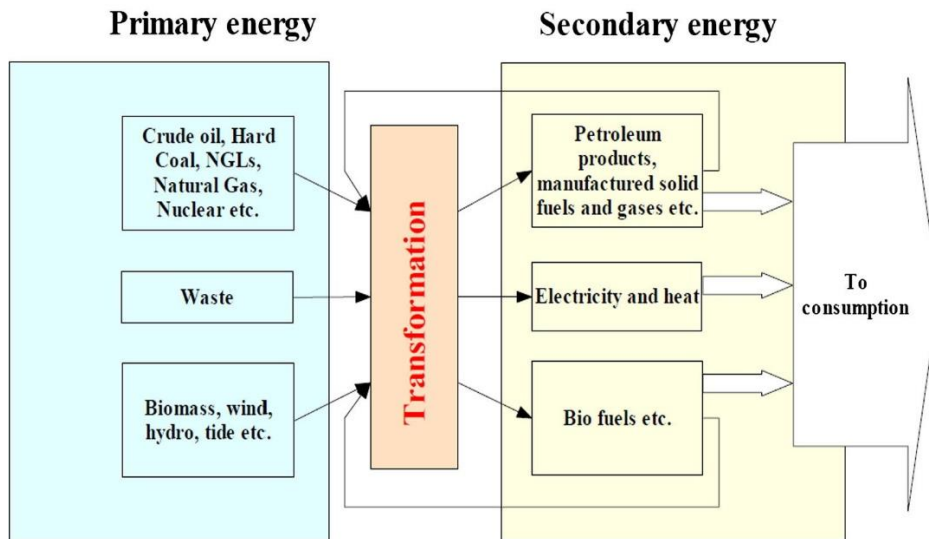 Primary energy
Secondary energy
Crude oil, Hard
Coal, NGLs,
Natural Gas,
Nuclear etc.
Waste
Biomass, wind,
hydro, tide etc.
Transformation
Petroleum
products,
manufactured solid
fuels and gases etc.
Electricity and heat
Bio fuels etc.
To
consumption